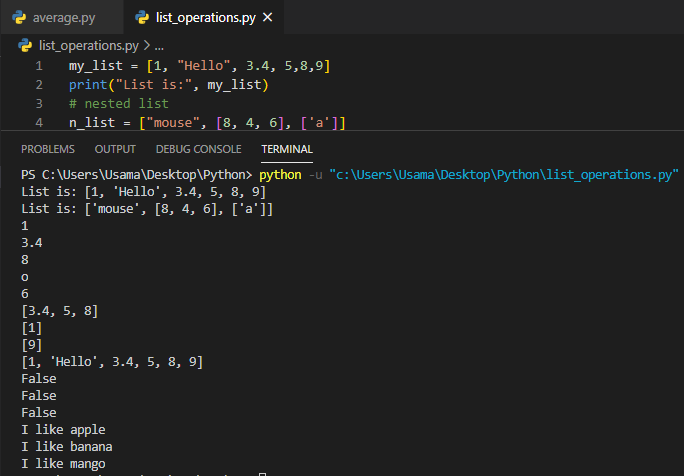 average.py list_operations.py ×
list_operations.py > ...
1 my_list = [1, "Hello", 3.4, 5,8,9]
2 print("List is:", my_list)
3 # nested list
4 n_list = ["mouse", [8, 4, 6], ['a']]
PROBLEMS OUTPUT DEBUG CONSOLE TERMINAL
PS C:\Users\Usama\Desktop\Python> python -u "c:\Users\Usama\Desktop\Python\list_operations.py"
List is: [1, 'Hello', 3.4, 5, 8, 9]
List is: ['mouse', [8, 4, 6], ['a']]
1
3.4
8
o
6
[3.4, 5, 8]
[1]
[9]
[1, 'Hello', 3.4, 5, 8, 9]
False
False
False
I like apple
I like banana
I like mango